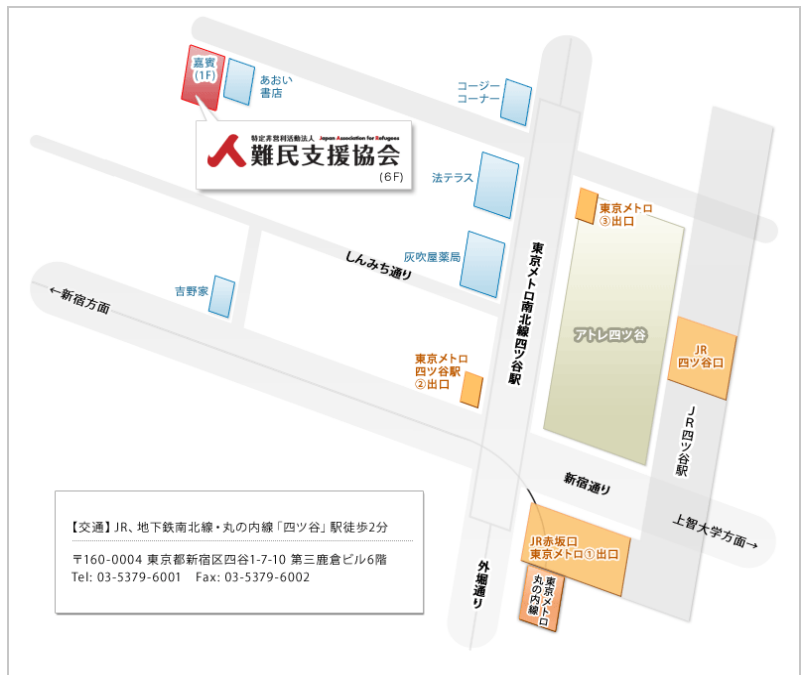 嘉賓
(1F)
あおい
書店
コージー
コーナー
特定非営利活動法人 Japan Association for Refugees
難民支援協会
(6F)
法テラス
東京メトロ
③出口
灰吹屋薬局
しんみち通り
東京メトロ南北線四ツ谷駅
吉野家
←新宿方面
アトレ四ツ谷
JR
四ツ谷口
東京メトロ
四ツ谷駅
②出口
JR四ツ谷駅
新宿通り
上智大学方面→
JR赤坂口
東京メトロ①出口
東京メトロ
丸の内線
外堀通り
【交通】JR、地下鉄南北線・丸の内線「四ツ谷」駅徒歩2分
〒160-0004 東京都新宿区四谷1-7-10 第三鹿倉ビル6階
Tel: 03-5379-6001 Fax: 03-5379-6002